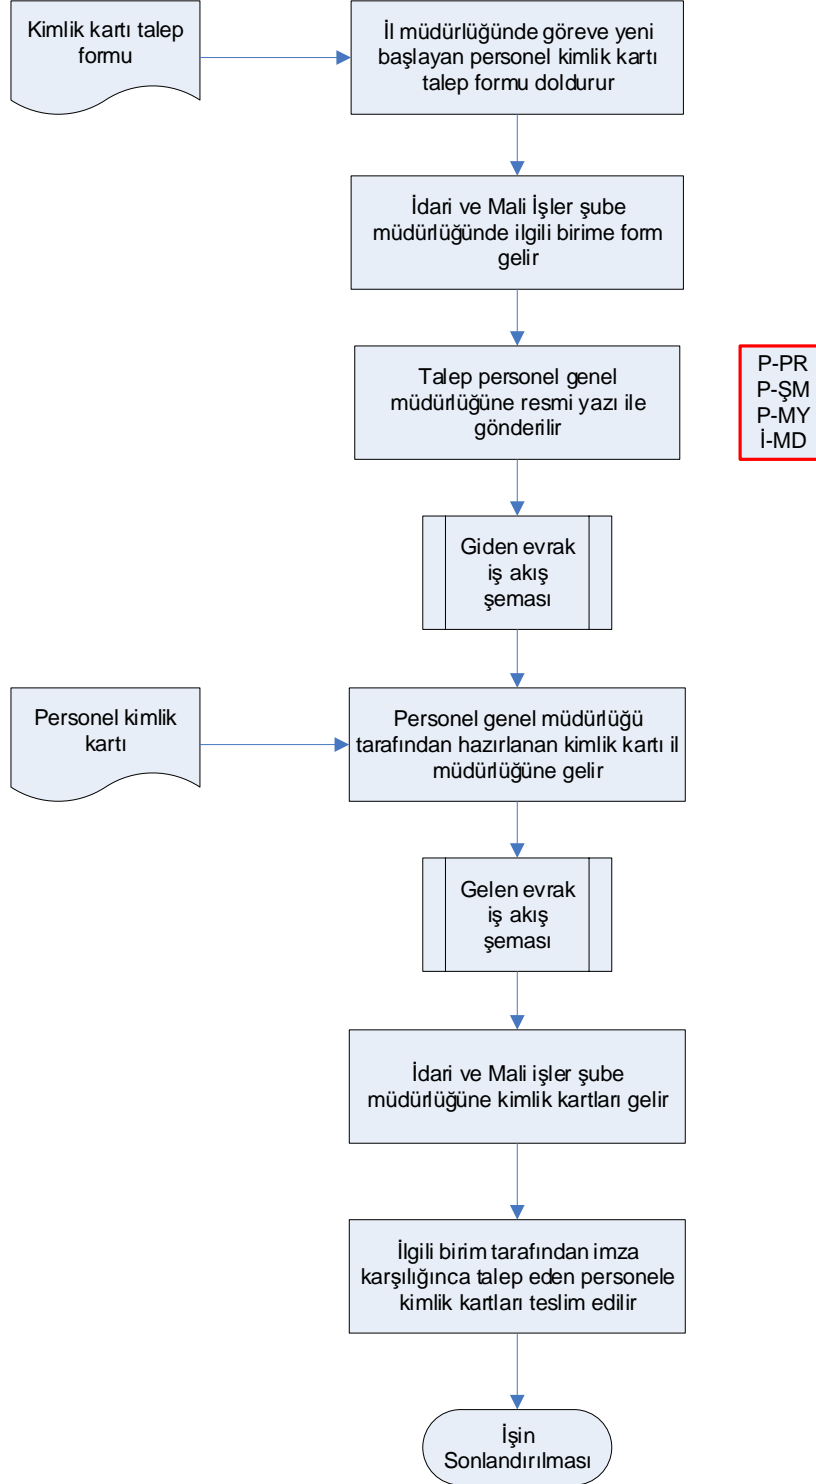 Kimlik kartı talep
formu
İl müdürlüğünde göreve yeni
başlayan personel kimlik kartı
talep formu doldurur
İdari ve Mali İşler şube
müdürlüğünde ilgili birime form
gelir
Talep personel genel
müdürlüğüne resmi yazı ile
gönderilir
P-PR
P-ŞM
P-MY
İ-MD
Giden evrak
iş akış
şeması
Personel kimlik
kartı
Personel genel müdürlüğü
tarafından hazırlanan kimlik kartı il
müdürlüğüne gelir
Gelen evrak
iş akış
şeması
İdari ve Mali işler şube
müdürlüğüne kimlik kartları gelir
İlgili birim tarafından imza
karşılığınca talep eden personele
kimlik kartları teslim edilir
İşin
Sonlandırılması